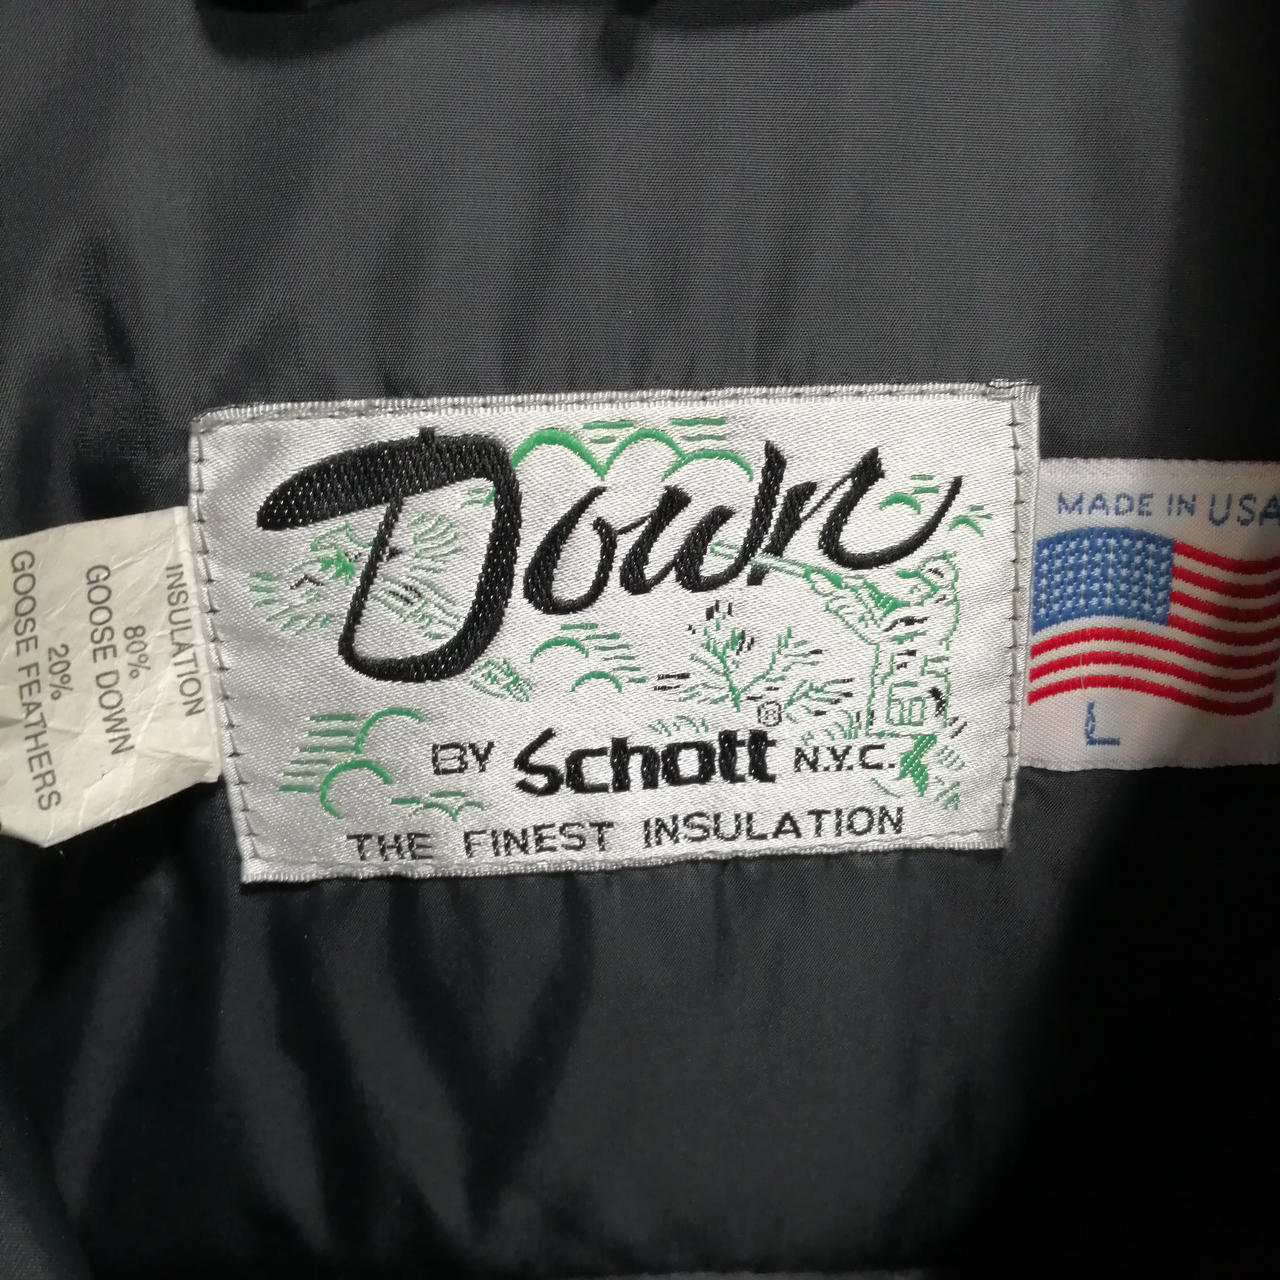 Down
BY Schott N.Y.C.
®
THE FINEST INSULATION
INSULATION
80%
GOOSE DOWN
20%
GOOSE FEATHERS
MADE IN USA
L